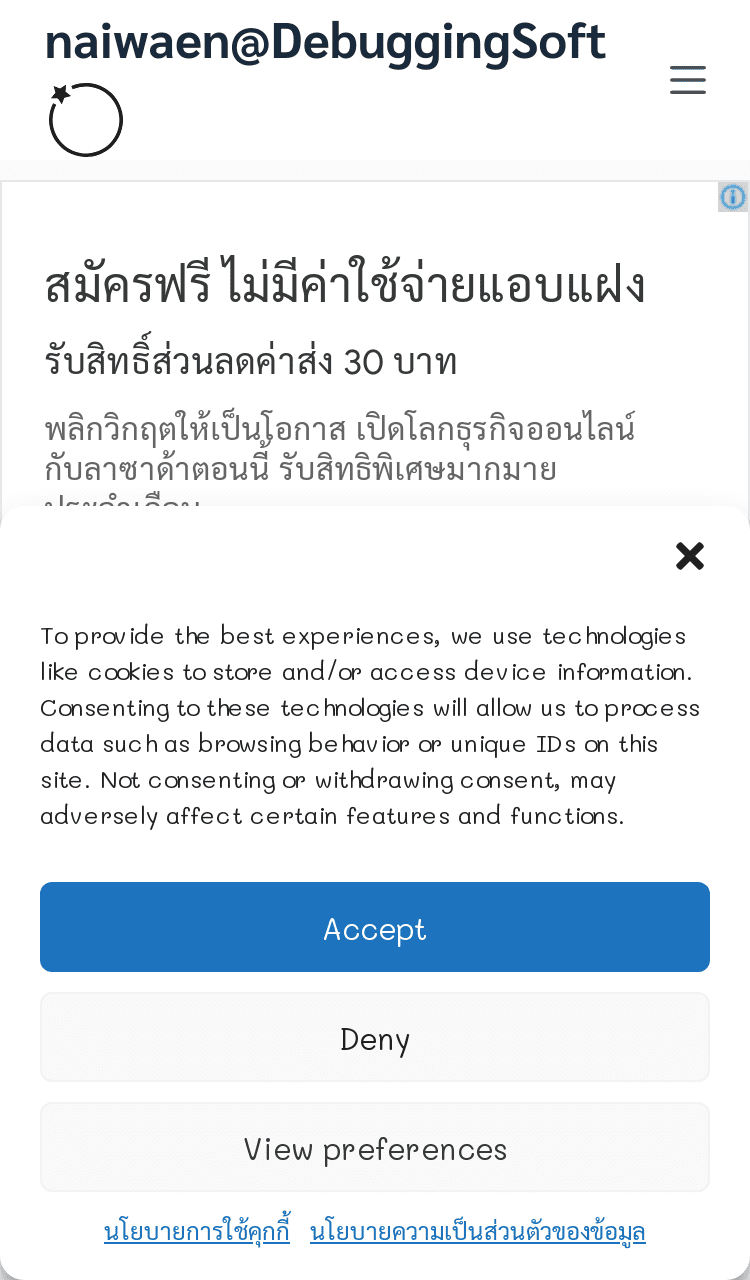 naiwaen@DebuggingSoft
สมัครฟรี ไม่มีค่าใช้จ่ายแอบแฝง
รับสิทธิ์ส่วนลดค่าส่ง 30 บาท
พลิกวิกฤตให้เป็นโอกาส เปิดโลกธุรกิจออนไลน์
กับลาซาด้าตอนนี้ รับสิทธิพิเศษมากมาย
ประจำเดือน
To provide the best experiences, we use technologies
like cookies to store and/or access device information.
Consenting to these technologies will allow us to process
data such as browsing behavior or unique IDs on this
site. Not consenting or withdrawing consent, may
adversely affect certain features and functions.
Accept
Deny
View preferences
นโยบายการใช้คุกกี้ นโยบายความเป็นส่วนตัวของข้อมูล